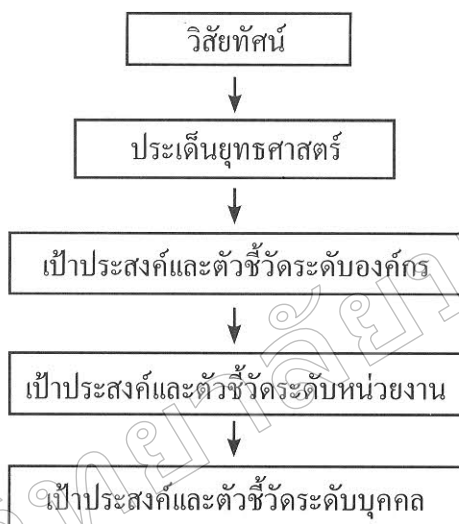 วิสัยทัศน์
ประเด็นยุทธศาสตร์
เป้าประสงค์และตัวชี้วัดระดับองค์กร
เป้าประสงค์และตัวชี้วัดระดับหน่วยงาน
เป้าประสงค์และตัวชี้วัดระดับบุคคล